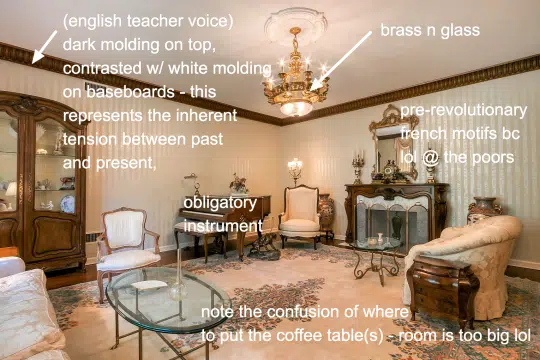 (english teacher voice)
dark molding on top,
contrasted w/ white molding
on baseboards - this
represents the inherent
tension between past
and present,
brass n glass
pre-revolutionary
french motifs bc
lol @ the poors
obligatory
instrument
note the confusion of where
to put the coffee table(s) - room is too big lol